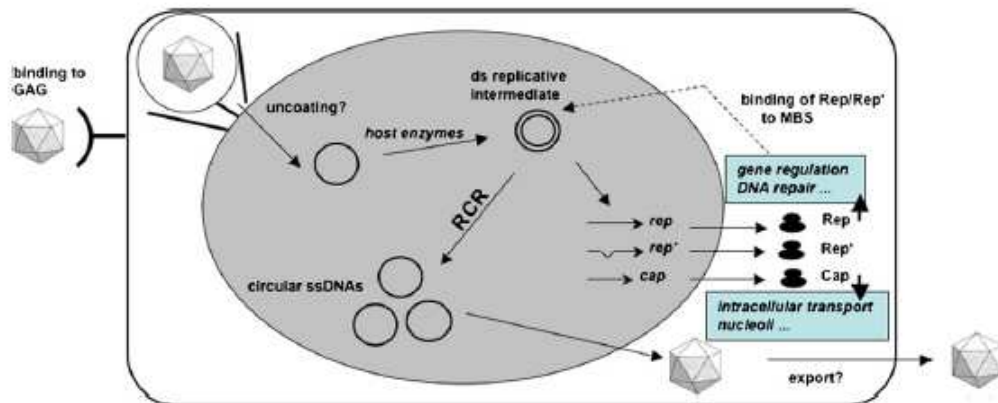 binding to
GAG
uncoating?
host enzymes
ds replicative
intermediate
binding of Rep/Rep'
to MBS
gene regulation
DNA repair ...
RCR
rep
Rep
rep'
Rep'
cap
Cap
circular ssDNAs
intracellular transport
nucleoli ...
export?